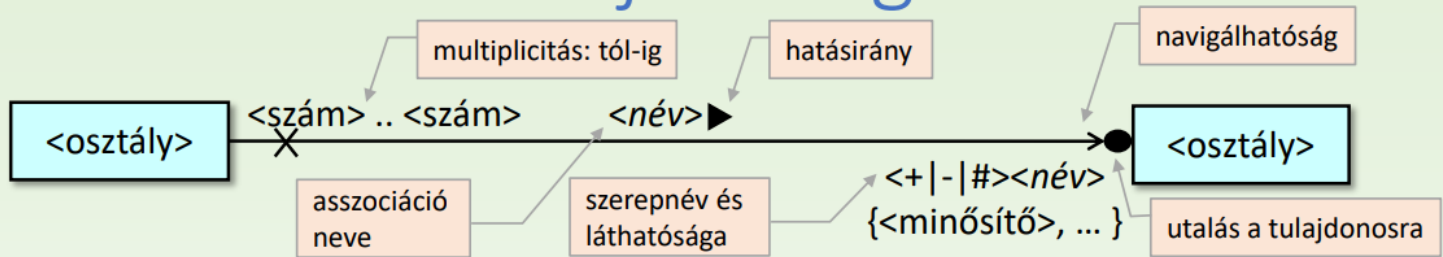 multiplicitás: tól-ig
hatásirány
navigálhatóság
<osztály>
<szám> .. <szám>
<név>
<osztály>
asszociáció
neve
szerepnév és
láthatósága
<+|-|#><név>
{<minősítő>, ... }
utalás a tulajdonosra